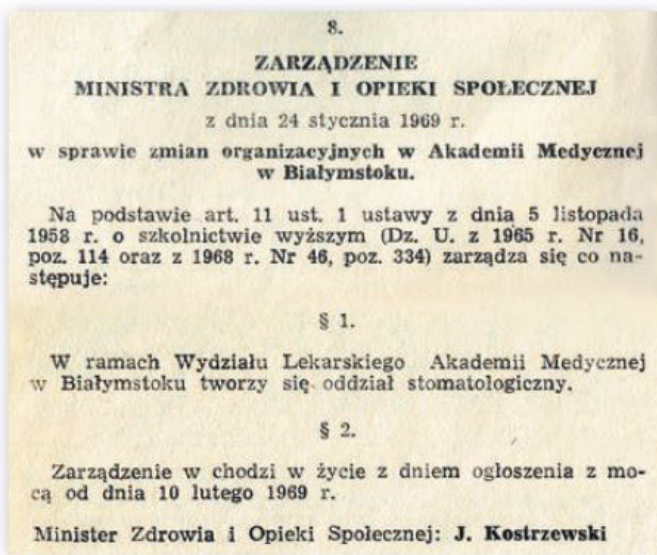 8.
ZARZĄDZENIE
MINISTRA ZDROWIA I OPIEKI SPOŁECZNEJ
z dnia 24 stycznia 1969 r.
w sprawie zmian organizacyjnych w Akademii Medycznej
w Białymstoku.
Na podstawie art. 11 ust. 1 ustawy z dnia 5 listopada
1958 r. o szkolnictwie wyższym (Dz. U. z 1965 r. Nr 16,
poz. 114 oraz z 1968 r. Nr 46, poz. 334) zarządza się co na-
stępuje:
§ 1.
W ramach Wydziału Lekarskiego Akademii Medycznej
w Białymstoku tworzy się oddział stomatologiczny.
§ 2.
Zarządzenie w chodzi w życie z dniem ogłoszenia z mo-
cą od dnia 10 lutego 1969 r.
Minister Zdrowia i Opieki Społecznej: J. Kostrzewski